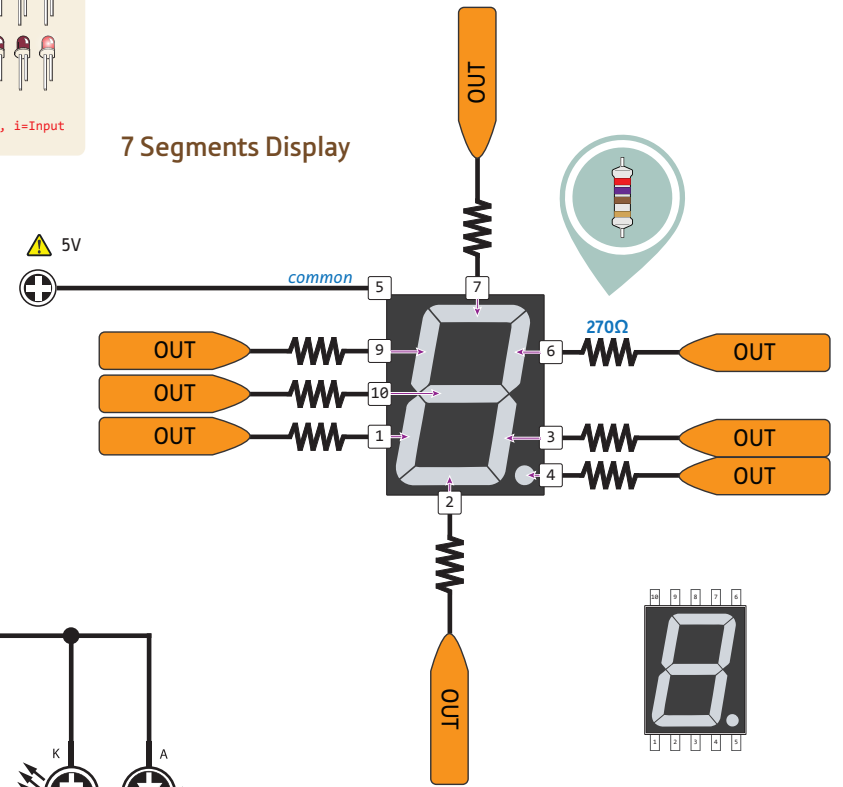 , i=Input
7 Segments Display
OUT
5V
common
5
7
270Ω
OUT
9
6
OUT
OUT
10
OUT
1
3
OUT
4
OUT
2
OUT
10 9 8 7 6
1 2 3 4 5
K
A